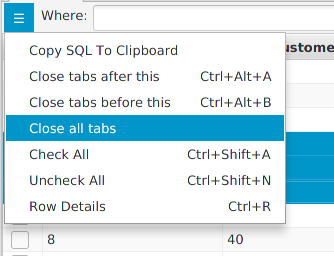 ☰ Where:
ustome
Copy SQL To Clipboard
Close tabs after this Ctrl+Alt+A
Close tabs before this Ctrl+Alt+B
Close all tabs
Check All Ctrl+Shift+A
Uncheck All Ctrl+Shift+N
Row Details Ctrl+R
8 40